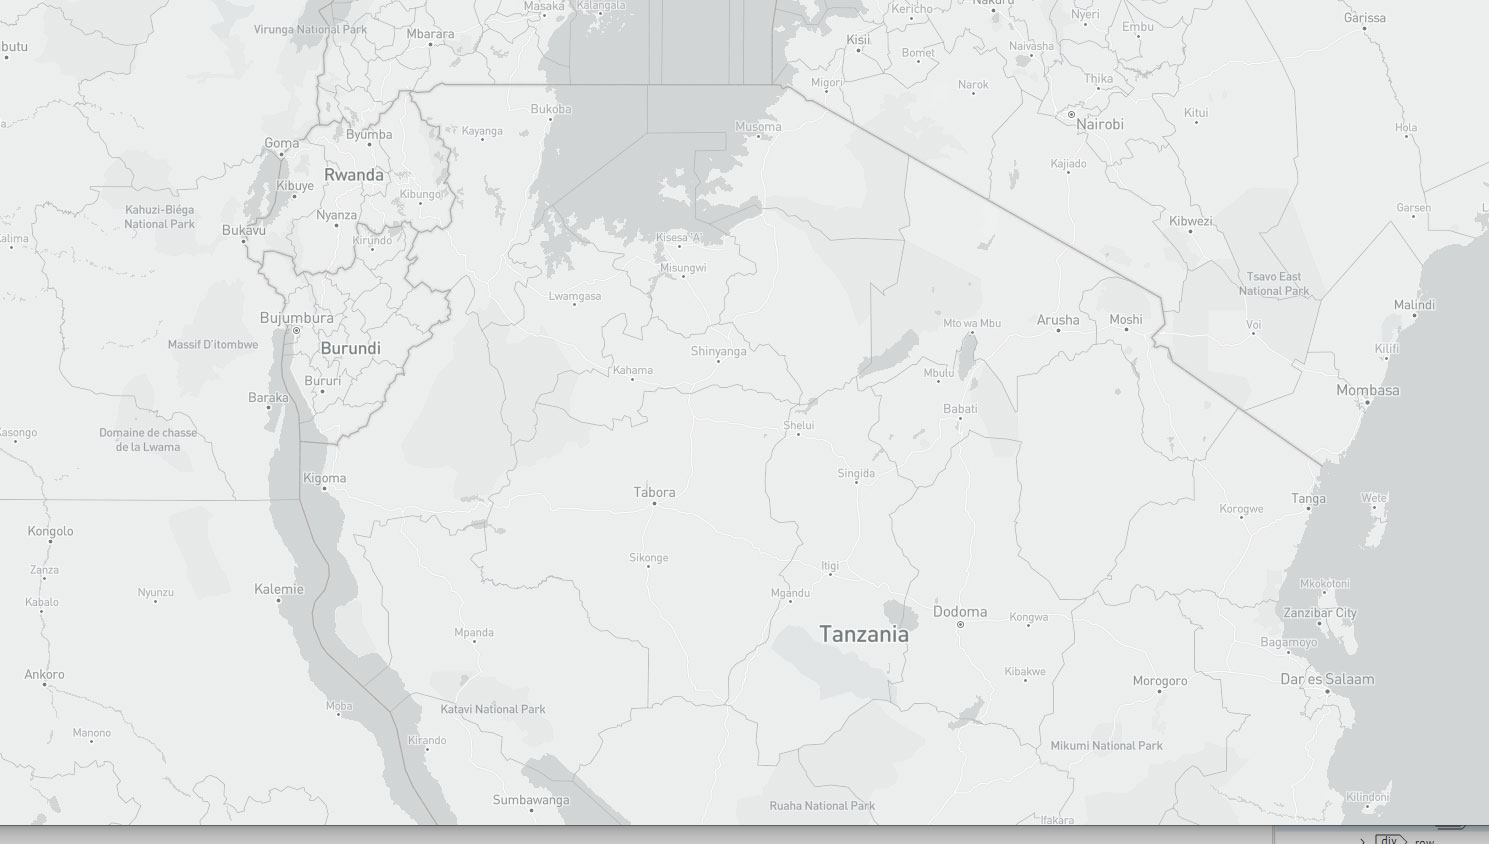 Masaka
Kalangala
Kericho
Nakuru
Nyeri
Embu
Garissa
Virunga National Park
Mbarara
Kisii
Bomet
Naivasha
butu
Migori
Narok
Thika
Bukoba
Kitui
Musoma
Nairobi
Hola
Byumba
Kayanga
Goma
Kajiado
Rwanda
Kibuye
Kibungo
Kahuzi-Biéga
National Park
Nyanza
Garsen
Kibwezi
Bukavu
Kirundo
Kisesa 'A'
alima
Misungwi
Tsavo East
National Park
Lwamgasa
Malindi
Bujumbura
Mto wa Mbu
Arusha
Moshi
Voi
Massif D'itombwe
Burundi
Shinyanga
Kilifi
Kahama
Mbulu
Bururi
Mombasa
Baraka
Babati
Shelui
asongo
Domaine de chasse
de la Lwama
Singida
Kigoma
Tabora
Tanga
Wete
Korogwe
Kongolo
Sikonge
Itigi
Zanza
Mkokotoni
Kalemie
Nyunzu
Mgandu
Kabalo
Dodoma
Kongwa
Zanzibar City
Mpanda
Tanzania
Bagamoyo
Ankoro
Kibakwe
Morogoro
Dar es Salaam
Moba
Katavi National Park
Manono
Kirando
Mikumi National Park
Sumbawanga
Ruaha National Park
Kilindoni
Ifakara
div
row